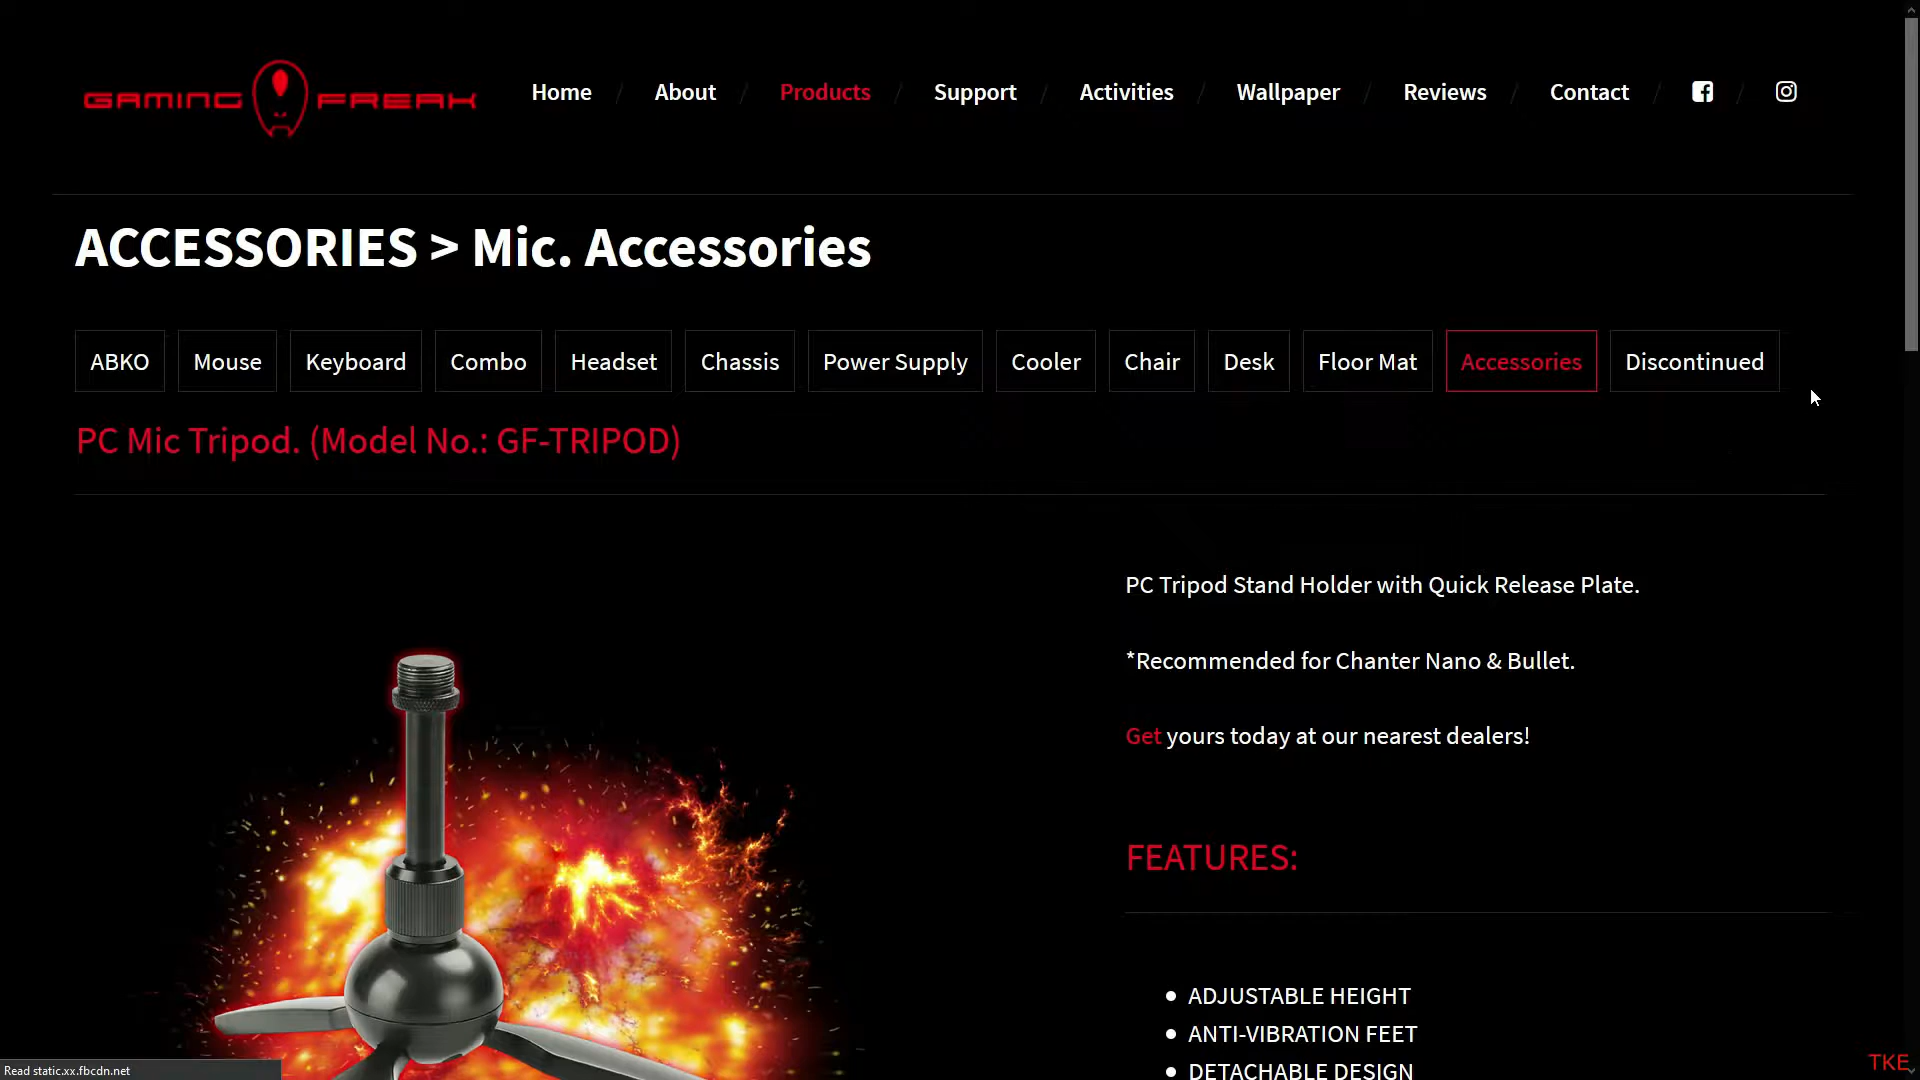 GAMING FREAK
Home / About / Products / Support / Activities / Wallpaper / Reviews / Contact / /
ACCESSORIES > Mic. Accessories
ABKO Mouse Keyboard Combo Headset Chassis Power Supply Cooler Chair Desk Floor Mat Accessories Discontinued
PC Mic Tripod. (Model No.: GF-TRIPOD)
PC Tripod Stand Holder with Quick Release Plate.
*Recommended for Chanter Nano & Bullet.
Get yours today at our nearest dealers!
FEATURES:
ADJUSTABLE HEIGHT
ANTI-VIBRATION FEET
DETACHABLE DESIGN
Read static.xx.fbcdn.net
TKE